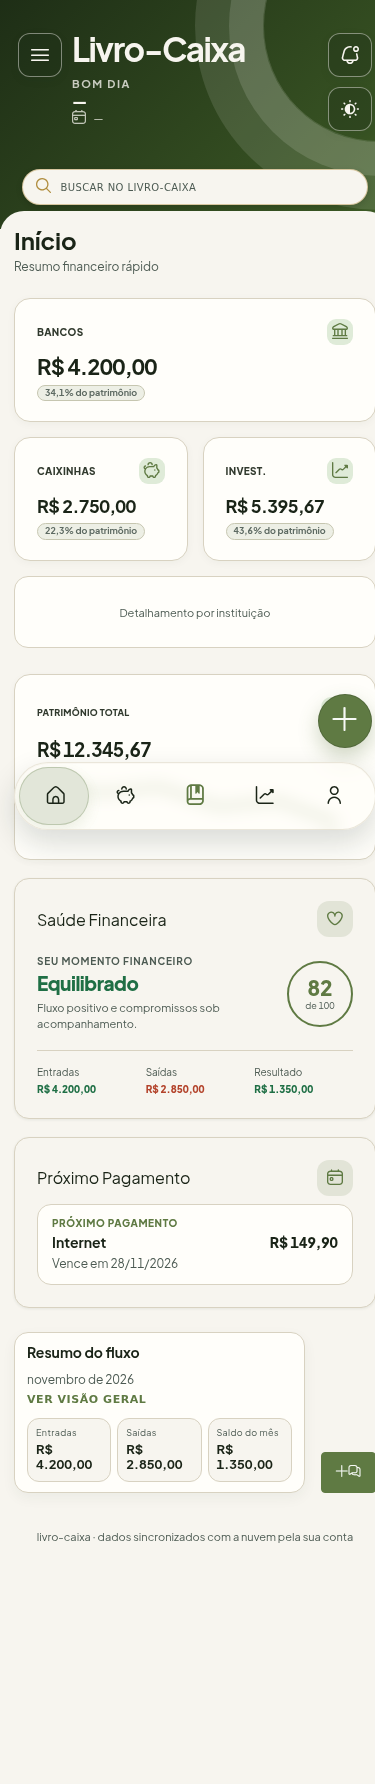 Livro-Caixa
BOM DIA
—
—
BUSCAR NO LIVRO-CAIXA
Início
Resumo financeiro rápido
BANCOS
R$ 4.200,00
34,1% do patrimônio
CAIXINHAS
R$ 2.750,00
22,3% do patrimônio
INVEST.
R$ 5.395,67
43,6% do patrimônio
Detalhamento por instituição
PATRIMÔNIO TOTAL
R$ 12.345,67
Saúde Financeira
SEU MOMENTO FINANCEIRO
Equilibrado
Fluxo positivo e compromissos sob
acompanhamento.
82
de 100
Entradas
R$ 4.200,00
Saídas
R$ 2.850,00
Resultado
R$ 1.350,00
Próximo Pagamento
PRÓXIMO PAGAMENTO
Internet
R$ 149,90
Vence em 28/11/2026
Resumo do fluxo
novembro de 2026
VER VISÃO GERAL
Entradas
R$
4.200,00
Saídas
R$
2.850,00
Saldo do mês
R$
1.350,00
livro-caixa · dados sincronizados com a nuvem pela sua conta